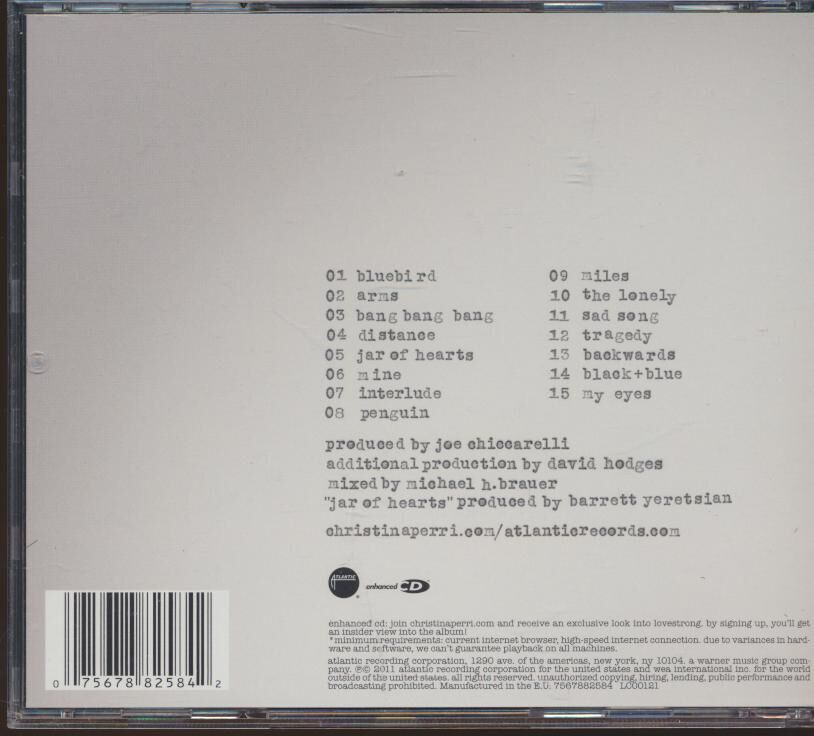 01 bluebird
02 arms
03 bang bang bang
04 distance
05 jar of hearts
06 mine
07 interlude
08 penguin
09 miles
10 the lonely
11 sad song
12 tragedy
13 backwards
14 black+blue
15 my eyes
produced by joe chiccarelli
additional production by david hodges
mixed by michael h.brauer
"jar of hearts" produced by barrett yeretsian
christinaperri.com/atlanticrecords.com
ATLANTIC
enhanced CD
enhanced cd: join christinaperri.com and receive an exclusive look into lovestrong. by signing up, you'll get
an insider view into the album!
*minimum requirements: current internet browser, high-speed internet connection. due to variances in hard-
ware and software, we can't guarantee playback on all machines.
atlantic recording corporation, 1290 ave. of the americas, new york, ny 10104. a warner music group com-
pany. ℗© 2011 atlantic recording corporation for the united states and wea international inc. for the world
outside of the united states. all rights reserved. unauthorized copying, hiring, lending, public performance and
broadcasting prohibited. Manufactured in the E.U. 7567882584 LC00121
0 75678 82584 2